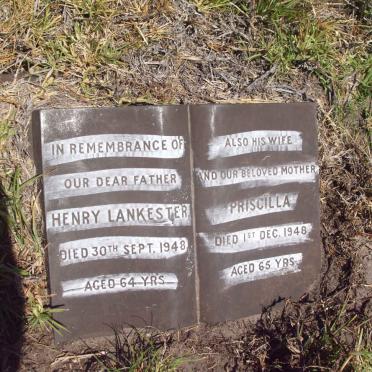 IN REMEMBRANCE OF
OUR DEAR FATHER
HENRY LANKESTER
DIED 30TH SEPT. 1948
AGED 64 YRS.
ALSO HIS WIFE
AND OUR BELOVED MOTHER
PRISCILLA
DIED 1ST DEC. 1948
AGED 65 YRS.